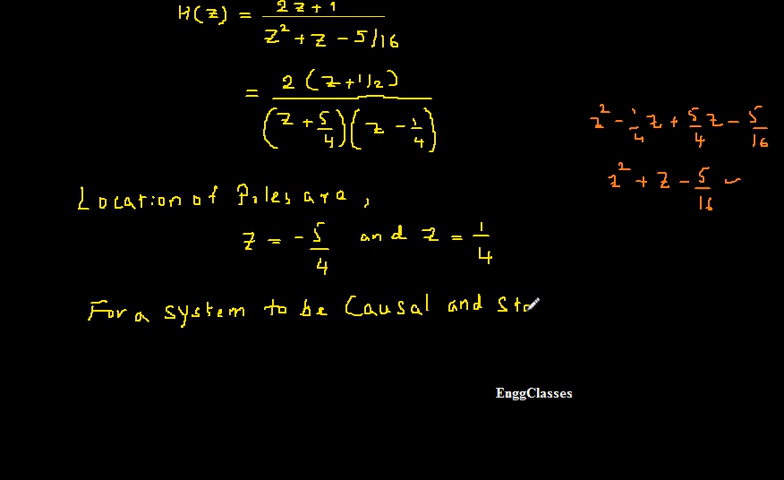 H(z) = 2z+1 / z² + z - 5/16
= 2(z+1/2) / (z + 5/4)(z - 1/4)
z² - 1/4 z + 5/4 z - 5/16
z² + z - 5/16
Location of Poles are,
z = -5/4 and z = 1/4
For a system to be Causal and sta
EnggClasses